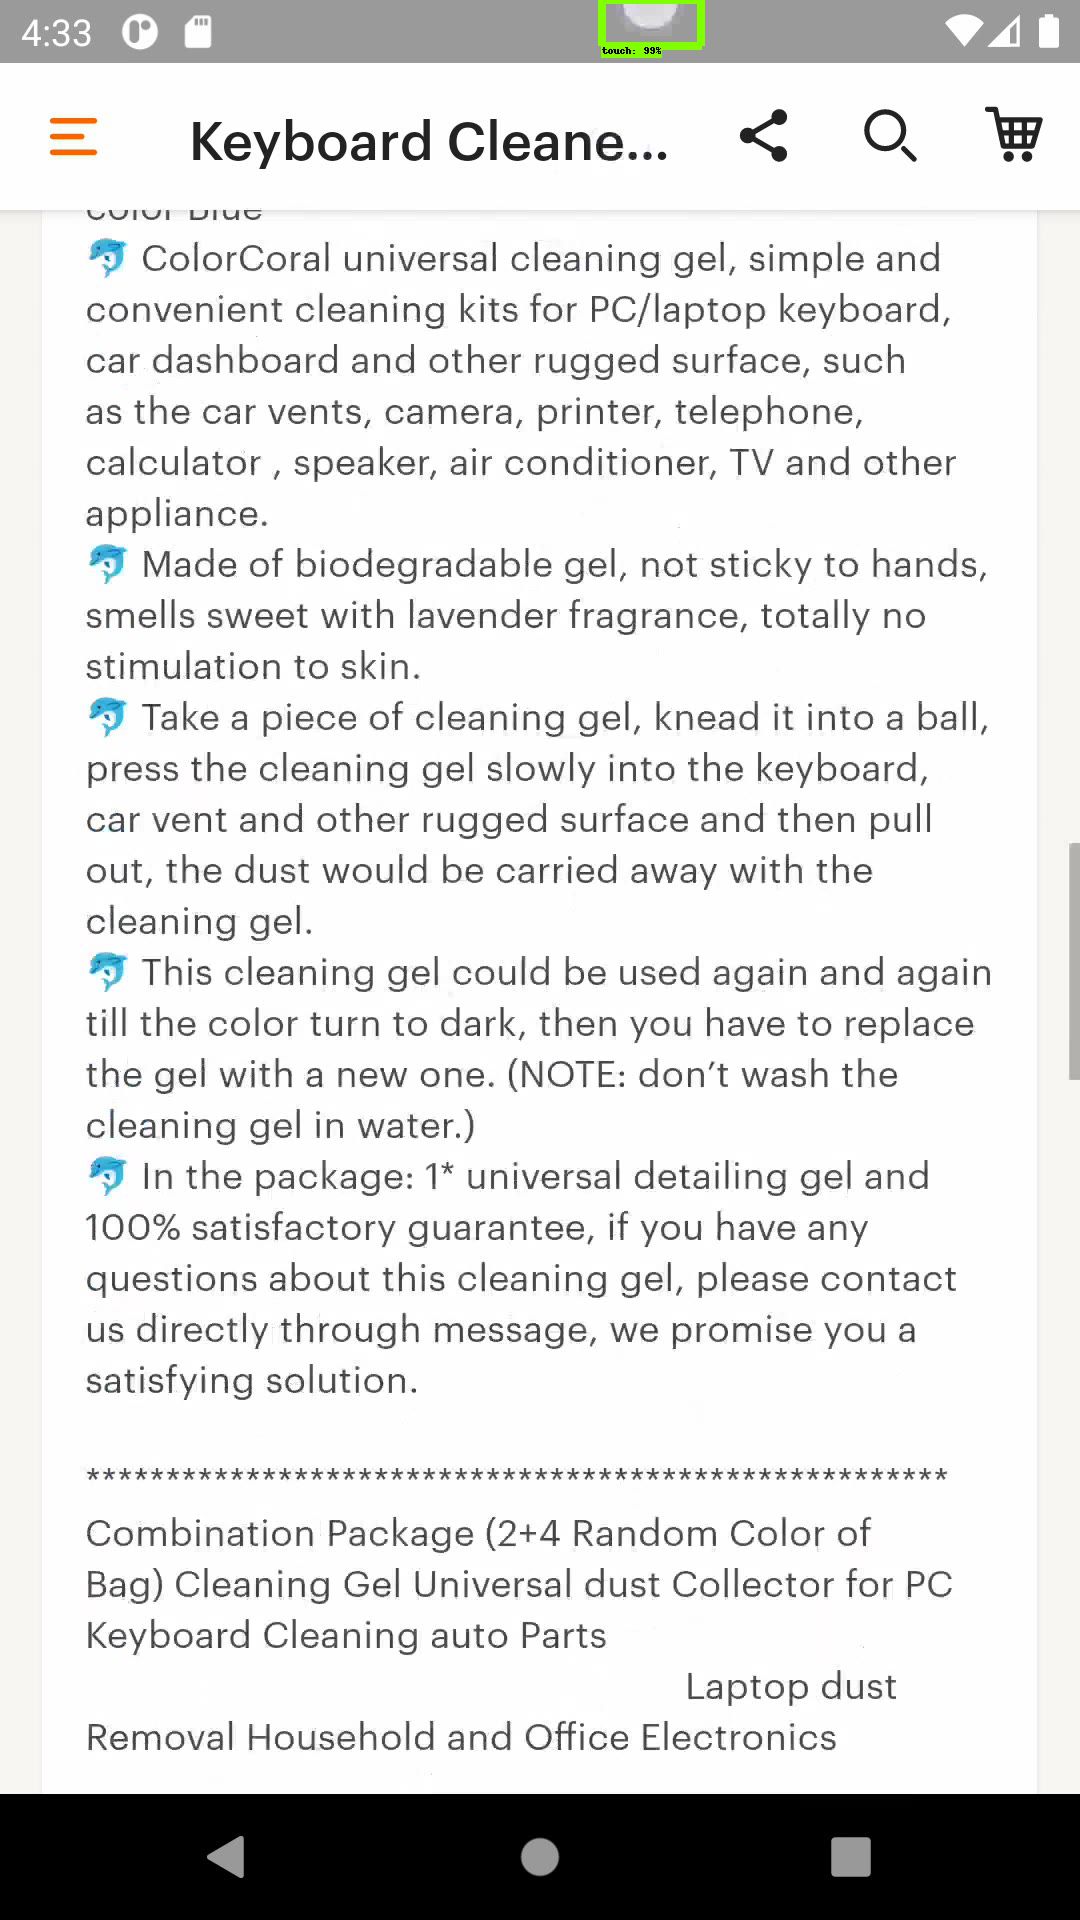 4:33
touch: 99%
Keyboard Cleane...
color Blue
🐬 ColorCoral universal cleaning gel, simple and
convenient cleaning kits for PC/laptop keyboard,
car dashboard and other rugged surface, such
as the car vents, camera, printer, telephone,
calculator , speaker, air conditioner, TV and other
appliance.
🐬 Made of biodegradable gel, not sticky to hands,
smells sweet with lavender fragrance, totally no
stimulation to skin.
🐬 Take a piece of cleaning gel, knead it into a ball,
press the cleaning gel slowly into the keyboard,
car vent and other rugged surface and then pull
out, the dust would be carried away with the
cleaning gel.
🐬 This cleaning gel could be used again and again
till the color turn to dark, then you have to replace
the gel with a new one. (NOTE: don’t wash the
cleaning gel in water.)
🐬 In the package: 1* universal detailing gel and
100% satisfactory guarantee, if you have any
questions about this cleaning gel, please contact
us directly through message, we promise you a
satisfying solution.
******************************************************
Combination Package (2+4 Random Color of
Bag) Cleaning Gel Universal dust Collector for PC
Keyboard Cleaning auto Parts
Laptop dust
Removal Household and Office Electronics